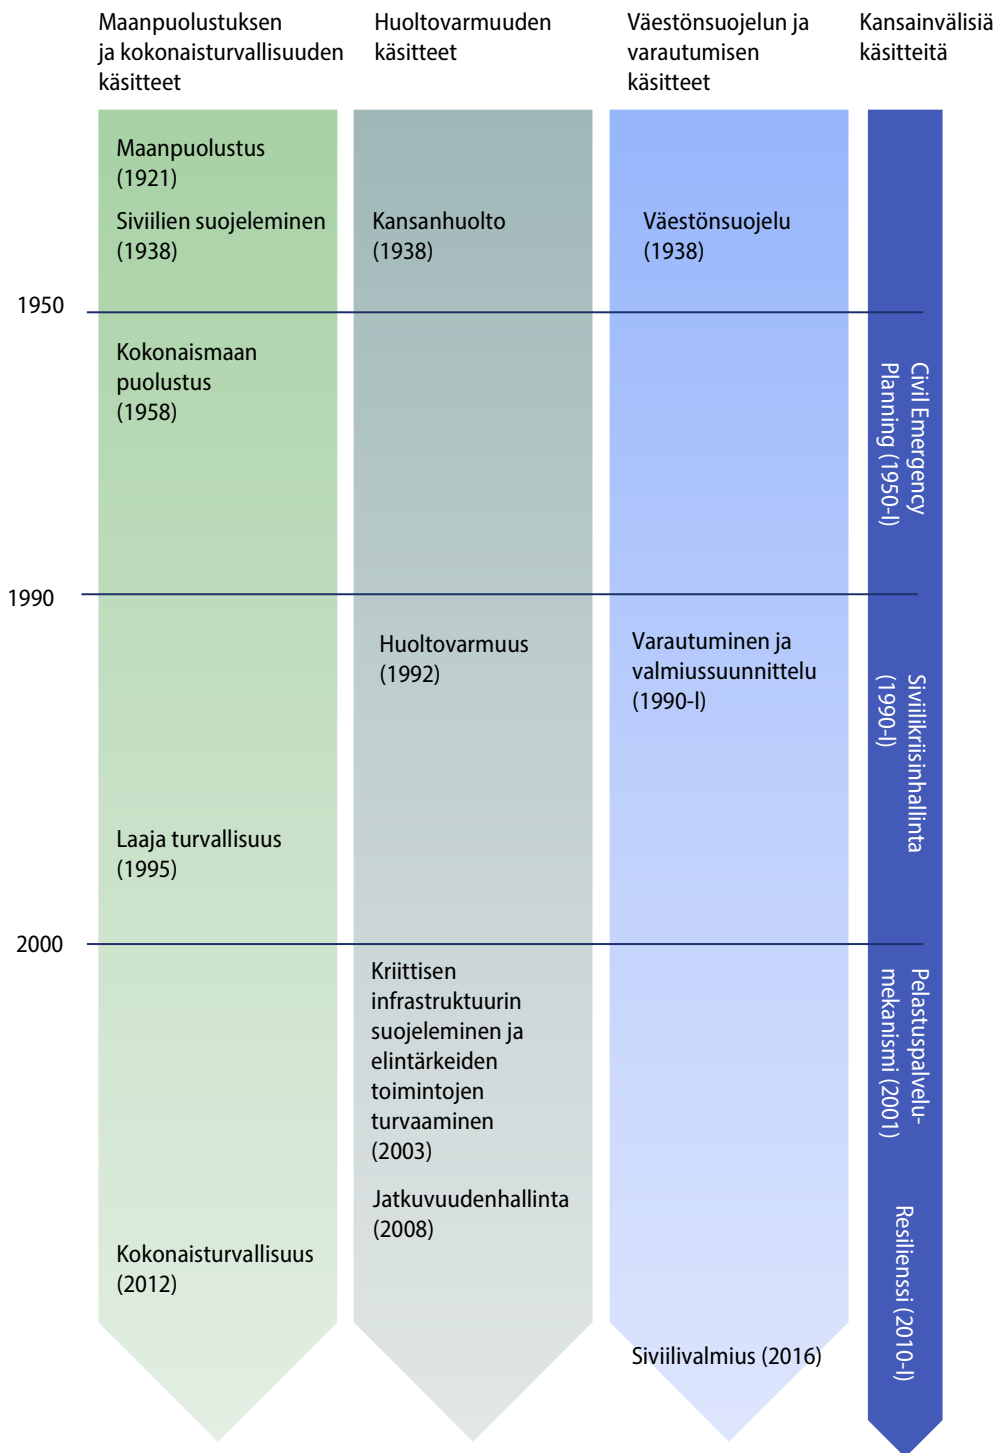 Maanpuolustuksen
ja kokonaisturvallisuuden
käsitteet
Huoltovarmuuden
käsitteet
Väestönsuojelun ja
varautumisen
käsitteet
Kansainvälisiä
käsitteitä
Maanpuolustus
(1921)
Siviilien suojeleminen
(1938)
Kansanhuolto
(1938)
Väestönsuojelu
(1938)
1950
Kokonaismaan
puolustus
(1958)
Civil Emergency
Planning (1950-l)
1990
Huoltovarmuus
(1992)
Varautuminen ja
valmiussuunnittelu
(1990-l)
Siviilikriisinhallinta
(1990-l)
Laaja turvallisuus
(1995)
2000
Kriittisen
infrastruktuurin
suojeleminen ja
elintärkeiden
toimintojen
turvaaminen
(2003)
Pelastuspalvelu-
mekanismi (2001)
Jatkuvuudenhallinta
(2008)
Kokonaisturvallisuus
(2012)
Resilienssi (2010-l)
Siviilivalmius (2016)